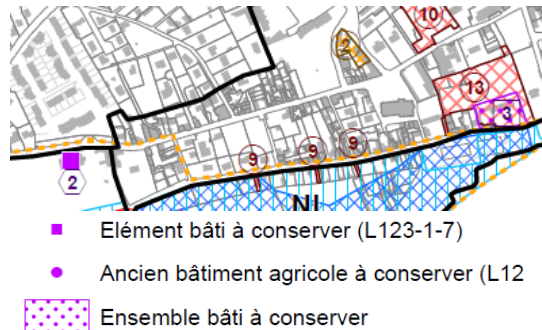 10
2
13
3
9
9
9
2
Nl
Elément bâti à conserver (L123-1-7)
Ancien bâtiment agricole à conserver (L12
Ensemble bâti à conserver